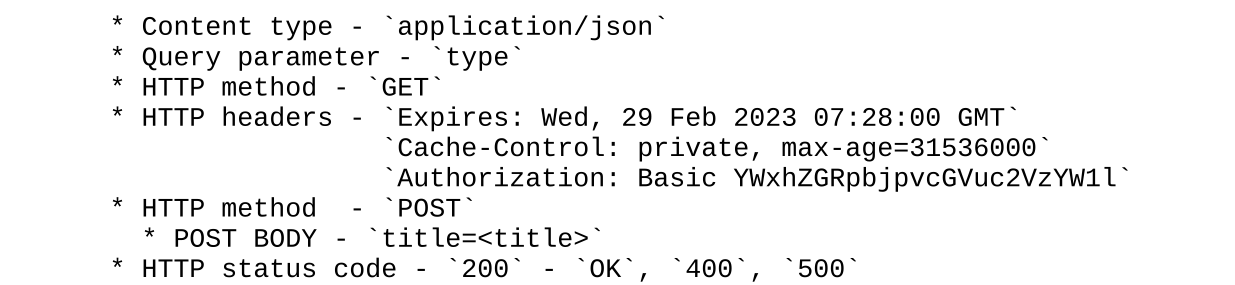 * Content type - `application/json`
* Query parameter - `type`
* HTTP method - `GET`
* HTTP headers - `Expires: Wed, 29 Feb 2023 07:28:00 GMT`
`Cache-Control: private, max-age=31536000`
`Authorization: Basic YWxhZGRpbjpvcGVuc2VzYW1l`
* HTTP method  - `POST`
* POST BODY - `title=<title>`
* HTTP status code - `200` - `OK`, `400`, `500`